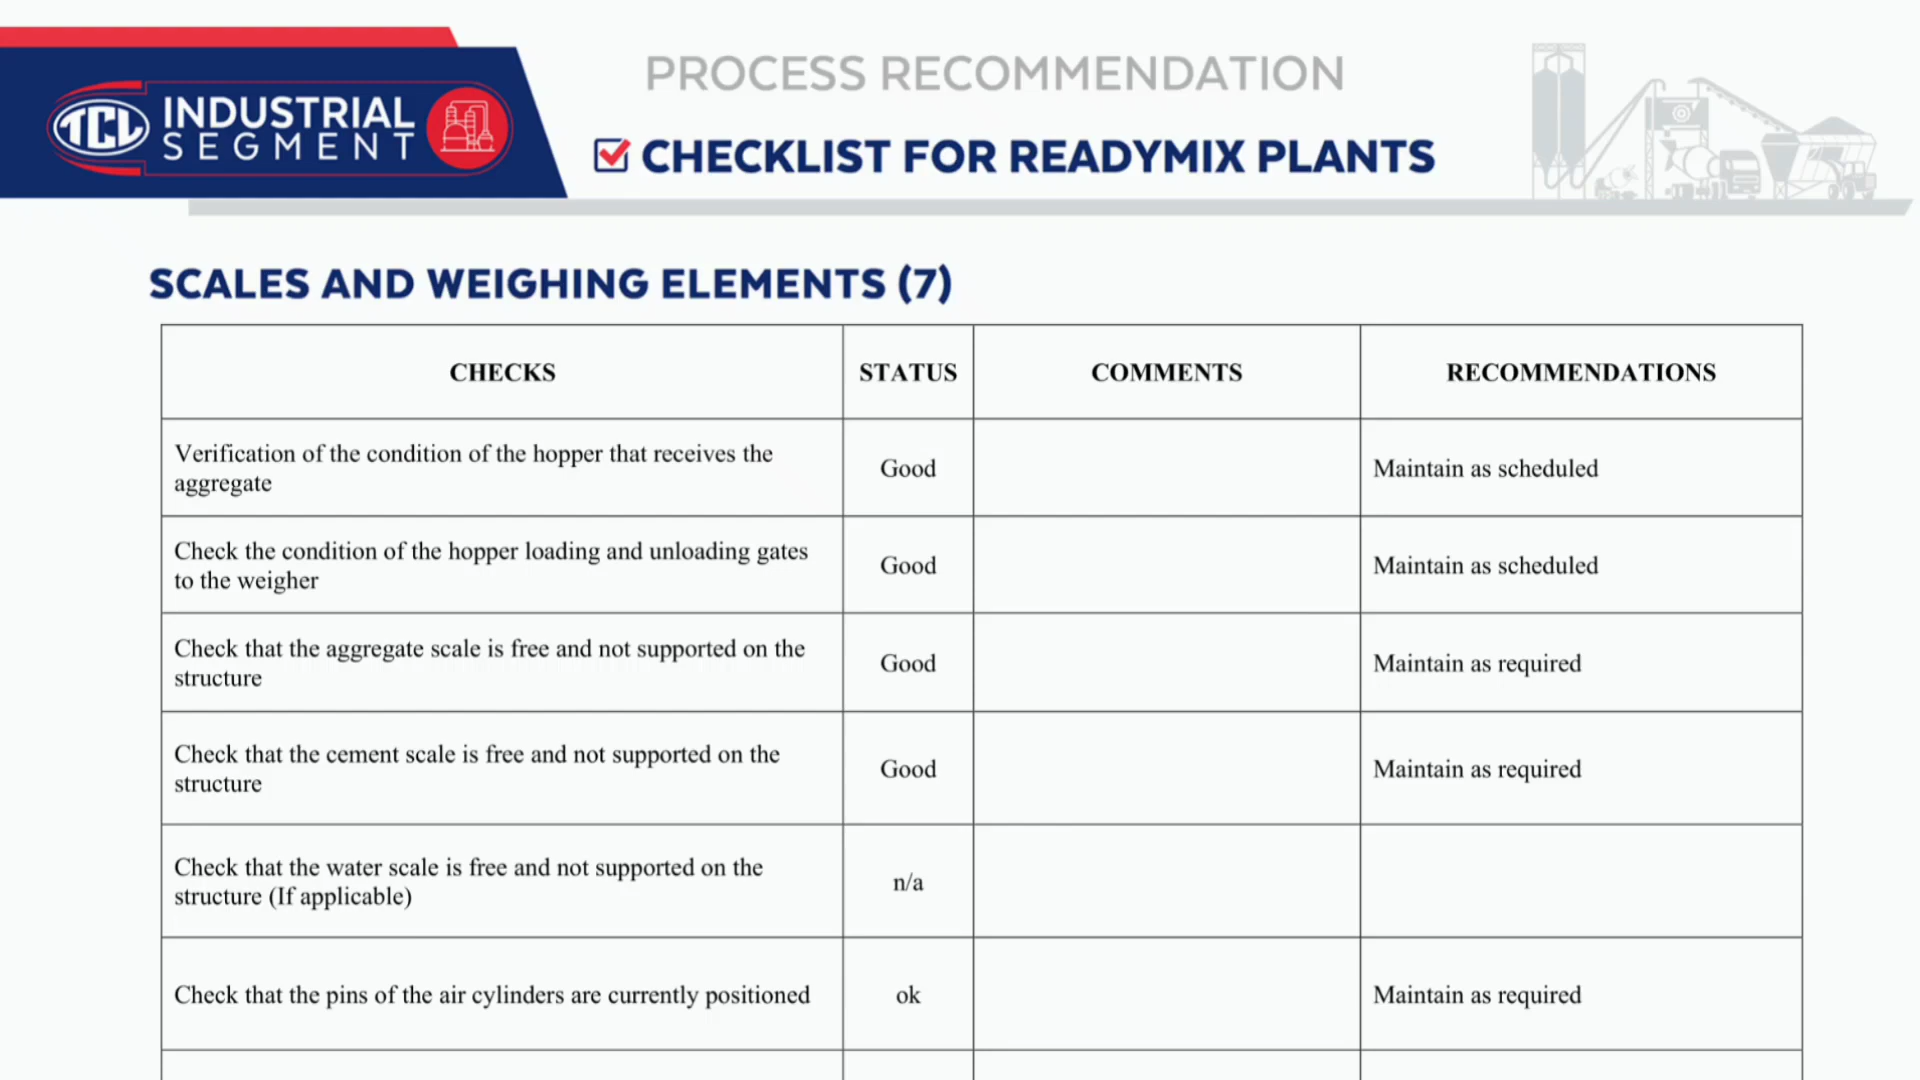 PROCESS RECOMMENDATION
TCL INDUSTRIAL
SEGMENT
CHECKLIST FOR READYMIX PLANTS
SCALES AND WEIGHING ELEMENTS (7)
CHECKS STATUS COMMENTS RECOMMENDATIONS
Verification of the condition of the hopper that receives the
aggregate
Good
Maintain as scheduled
Check the condition of the hopper loading and unloading gates
to the weigher
Good
Maintain as scheduled
Check that the aggregate scale is free and not supported on the
structure
Good
Maintain as required
Check that the cement scale is free and not supported on the
structure
Good
Maintain as required
Check that the water scale is free and not supported on the
structure (If applicable)
n/a
Check that the pins of the air cylinders are currently positioned
ok
Maintain as required